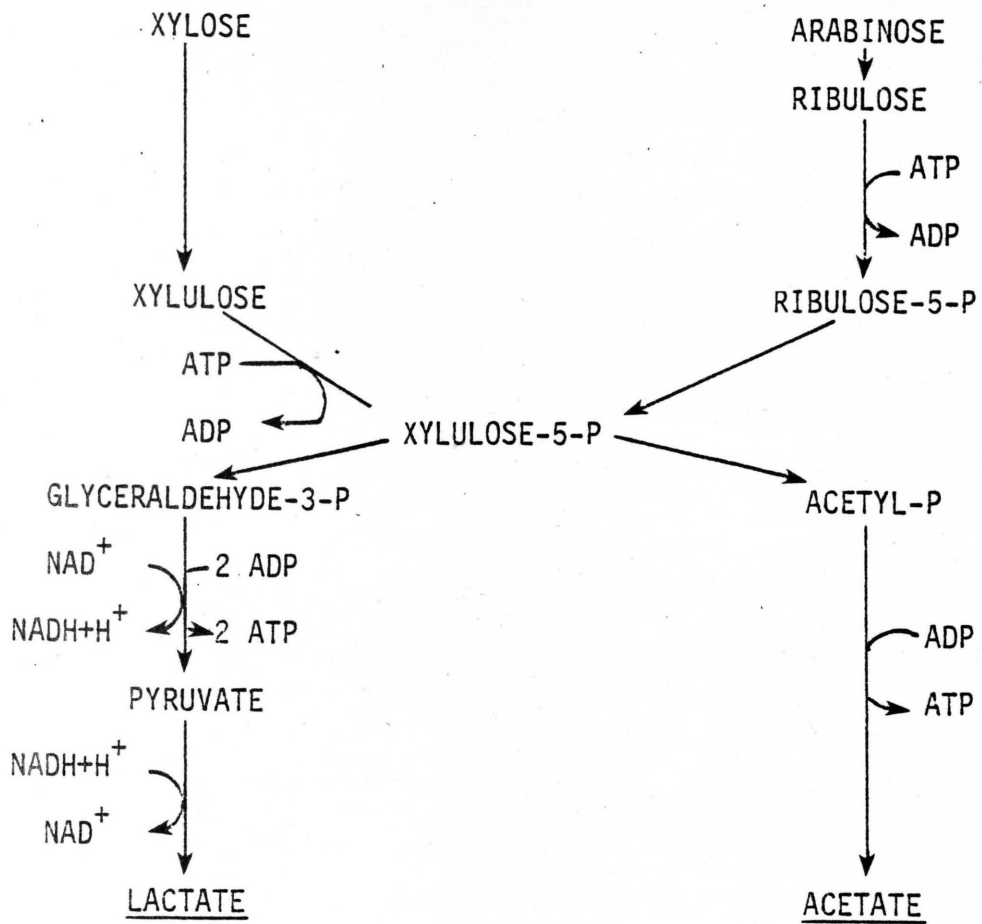 XYLOSE
ARABINOSE
RIBULOSE
ATP
ADP
XYLULOSE
RIBULOSE-5-P
ATP
ADP
XYLULOSE-5-P
GLYCERALDEHYDE-3-P
ACETYL-P
NAD+
2 ADP
NADH+H+
2 ATP
ADP
ATP
PYRUVATE
NADH+H+
NAD+
LACTATE
ACETATE